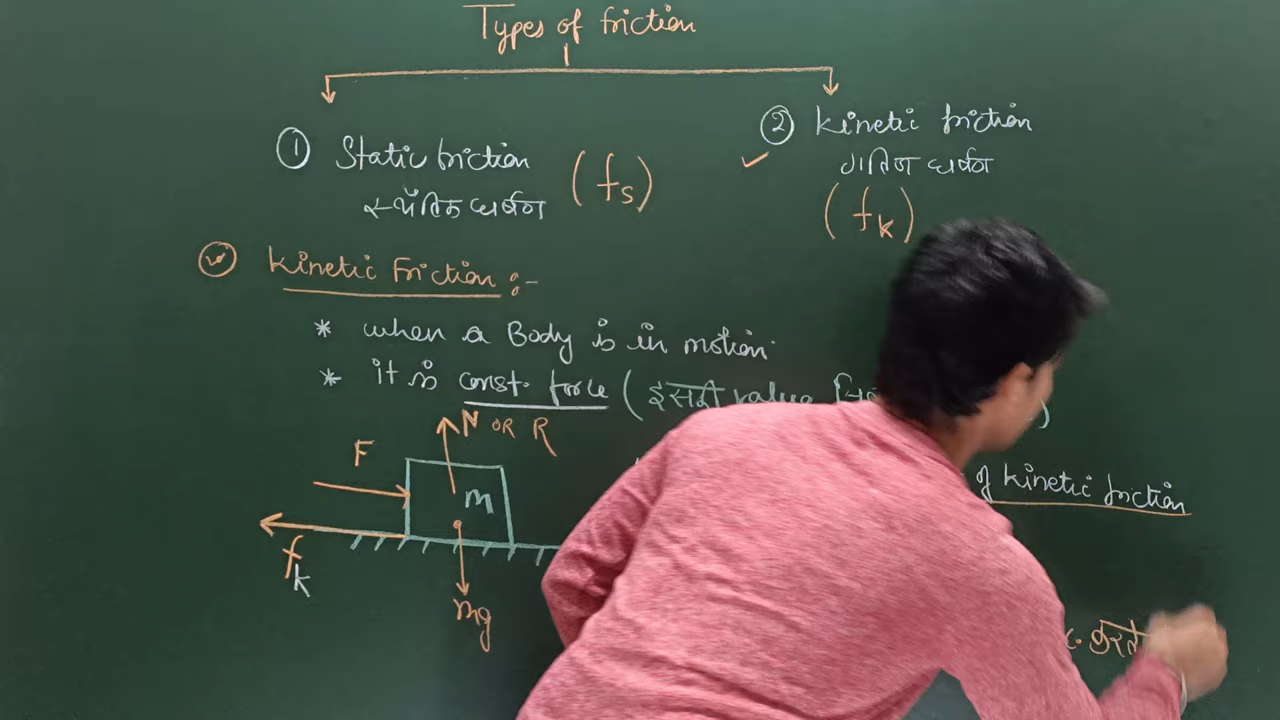 Types of friction
① Static friction (fs)
स्थैतिक घर्षण
② Kinetic friction
गतिज घर्षण
(fk)
Kinetic Friction :-
* when a Body is in motion.
* it is const. force ( इसकी value
N OR R
F
m
of Kinetic friction
fk
mg